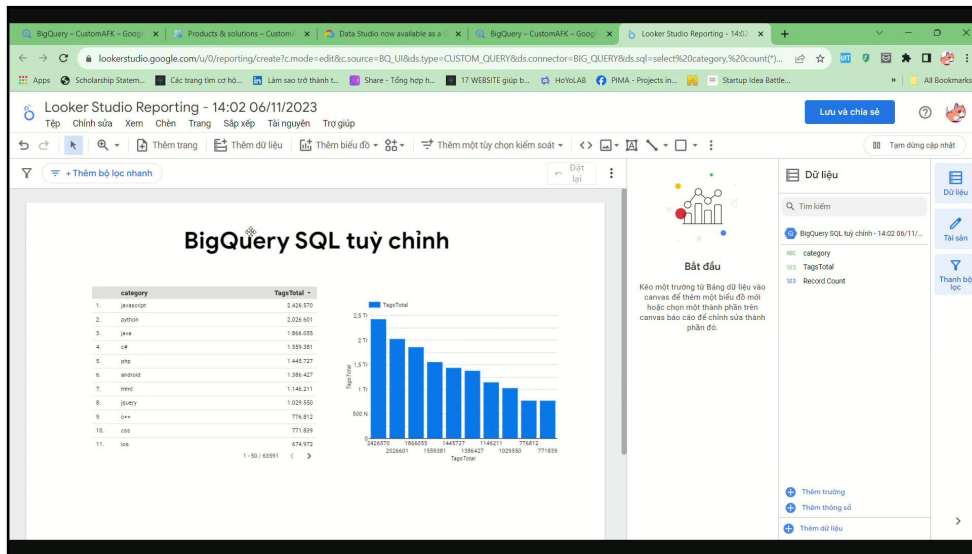 BigQuery – CustomAFK – Googl
Products & solutions – Custom
Data Studio now available as a
BigQuery – CustomAFK – Googl
Looker Studio Reporting - 14:02
lookerstudio.google.com/u/0/reporting/create?c.mode=edit&c.source=BQ_UI&ds.type=CUSTOM_QUERY&ds.connector=BIG_QUERY&ds.sql=select%20category,%20count(*)...
Apps
Scholarship Statem...
Các trang tìm cơ hộ...
Làm sao trở thành t...
Share - Tổng hợp h...
17 WEBSITE giúp b...
HoYoLAB
PIMA - Projects in...
Startup Idea Battle...
»
All Bookmarks
Looker Studio Reporting - 14:02 06/11/2023
Tệp Chỉnh sửa Xem Chèn Trang Sắp xếp Tài nguyên Trợ giúp
Lưu và chia sẻ
Thêm trang
Thêm dữ liệu
Thêm biểu đồ
Thêm một tùy chọn kiểm soát
Tạm dừng cập nhật
+ Thêm bộ lọc nhanh
Đặt
lại
BigQuery SQL tuỳ chỉnh
category TagsTotal
1. javascript 2.426.570
2. python 2.026.601
3. java 1.866.055
4. c# 1.559.381
5. php 1.445.727
6. android 1.386.427
7. html 1.146.211
8. jquery 1.029.550
9. c++ 776.812
10. css 771.839
11. ios 674.972
1 - 50 / 63591
TagsTotal
2,5 Tr
2 Tr
1,5 Tr
1 Tr
500 N
0
TagsTotal
2426570 1866055 1445727 1146211 776812
2026601 1559381 1386427 1029550 771839
TagsTotal
Bắt đầu
Kéo một trường từ Bảng dữ liệu vào
canvas để thêm một biểu đồ mới
hoặc chọn một thành phần trên
canvas báo cáo để chỉnh sửa thành
phần đó.
Dữ liệu
Tìm kiếm
BigQuery SQL tuỳ chỉnh - 14:02 06/11/...
ABC category
123 TagsTotal
123 Record Count
Thêm trường
Thêm thông số
Thêm dữ liệu
Dữ liệu
Tài sản
Thanh bộ
lọc